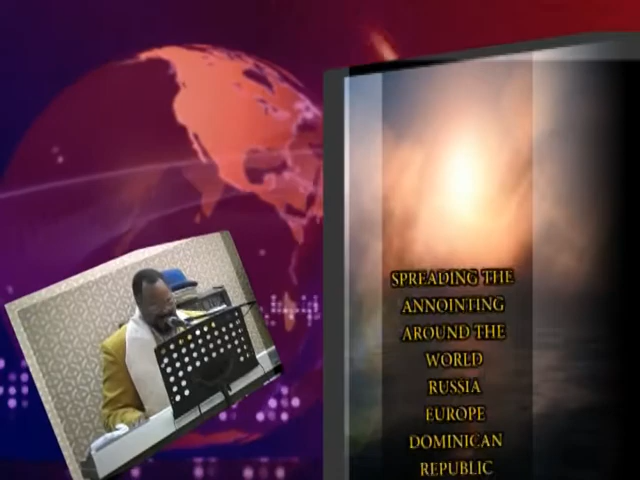 SPREADING THE
ANNOINTING
AROUND THE
WORLD
RUSSIA
EUROPE
DOMINICAN
REPUBLIC